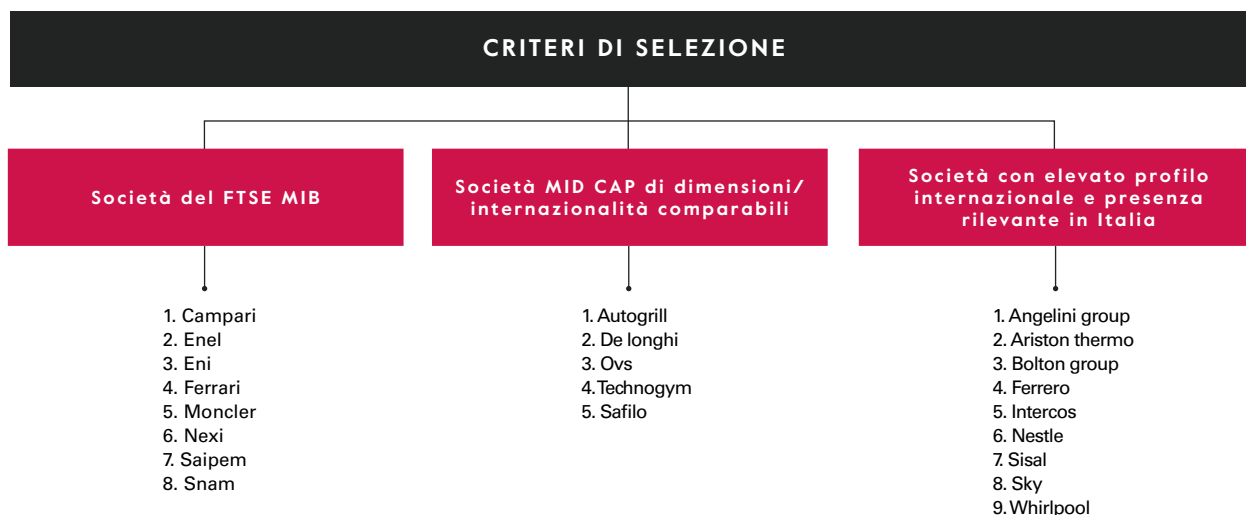 CRITERI DI SELEZIONE
Società del FTSE MIB
Società MID CAP di dimensioni/
internazionalità comparabili
Società con elevato profilo
internazionale e presenza
rilevante in Italia
1. Campari
2. Enel
3. Eni
4. Ferrari
5. Moncler
6. Nexi
7. Saipem
8. Snam
1. Autogrill
2. De longhi
3. Ovs
4. Technogym
5. Safilo
1. Angelini group
2. Ariston thermo
3. Bolton group
4. Ferrero
5. Intercos
6. Nestle
7. Sisal
8. Sky
9. Whirlpool